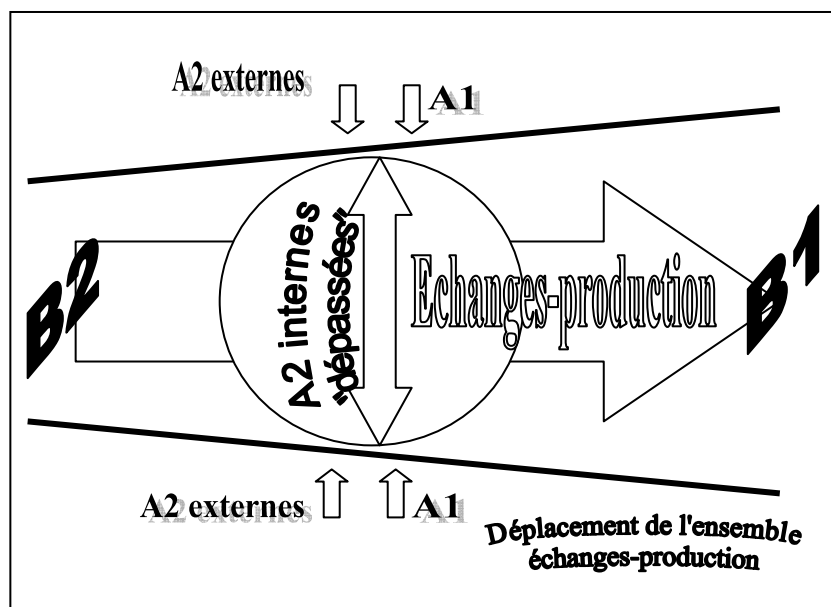 A2 externes
A1
A2 internes
“dépassées”
Echanges-production
B2
B1
A2 externes
A1
Déplacement de l'ensemble
échanges-production